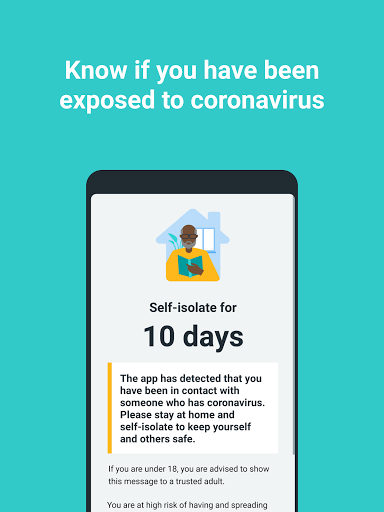 Know if you have been
exposed to coronavirus
Self-isolate for
10 days
The app has detected that you
have been in contact with
someone who has coronavirus.
Please stay at home and
self-isolate to keep yourself
and others safe.
If you are under 18, you are advised to show
this message to a trusted adult.
You are at high risk of having and spreading